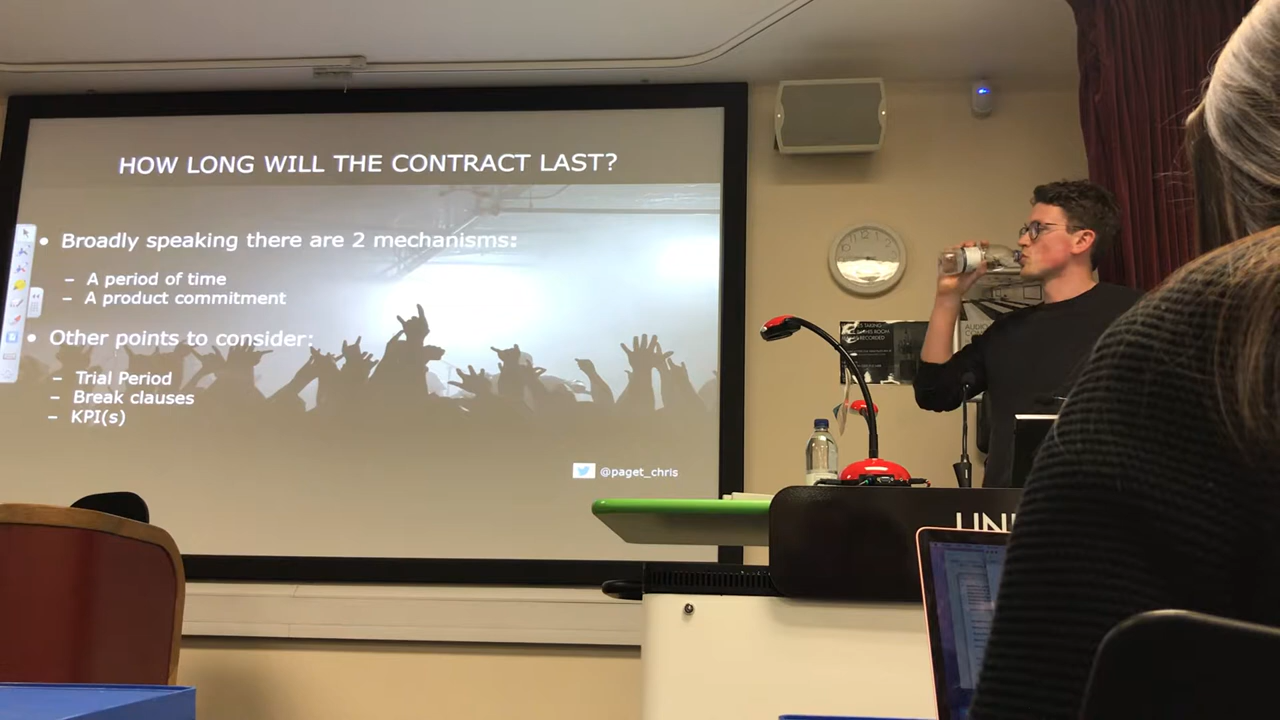 HOW LONG WILL THE CONTRACT LAST?
• Broadly speaking there are 2 mechanisms:
– A period of time
– A product commitment
• Other points to consider:
– Trial Period
– Break clauses
– KPI(s)
@paget_chris
UNI